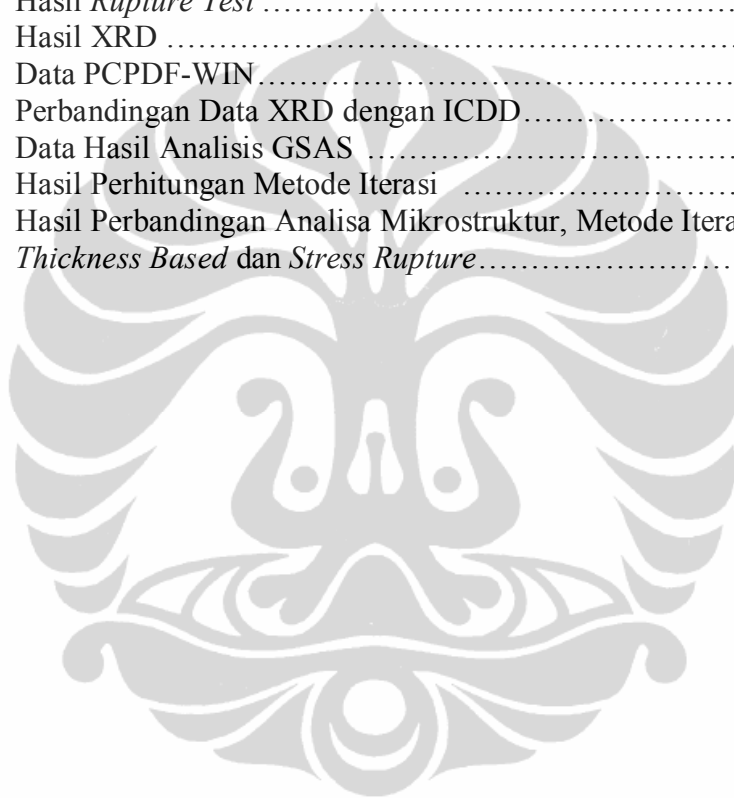 Hasil Rupture Test ……………………………………………
Hasil XRD ………………………………………………………
Data PCPDF-WIN………………………………………………
Perbandingan Data XRD dengan ICDD…………………
Data Hasil Analisis GSAS ……………………………………
Hasil Perhitungan Metode Iterasi ………………………
Hasil Perbandingan Analisa Mikrostruktur, Metode Itera
Thickness Based dan Stress Rupture……………………